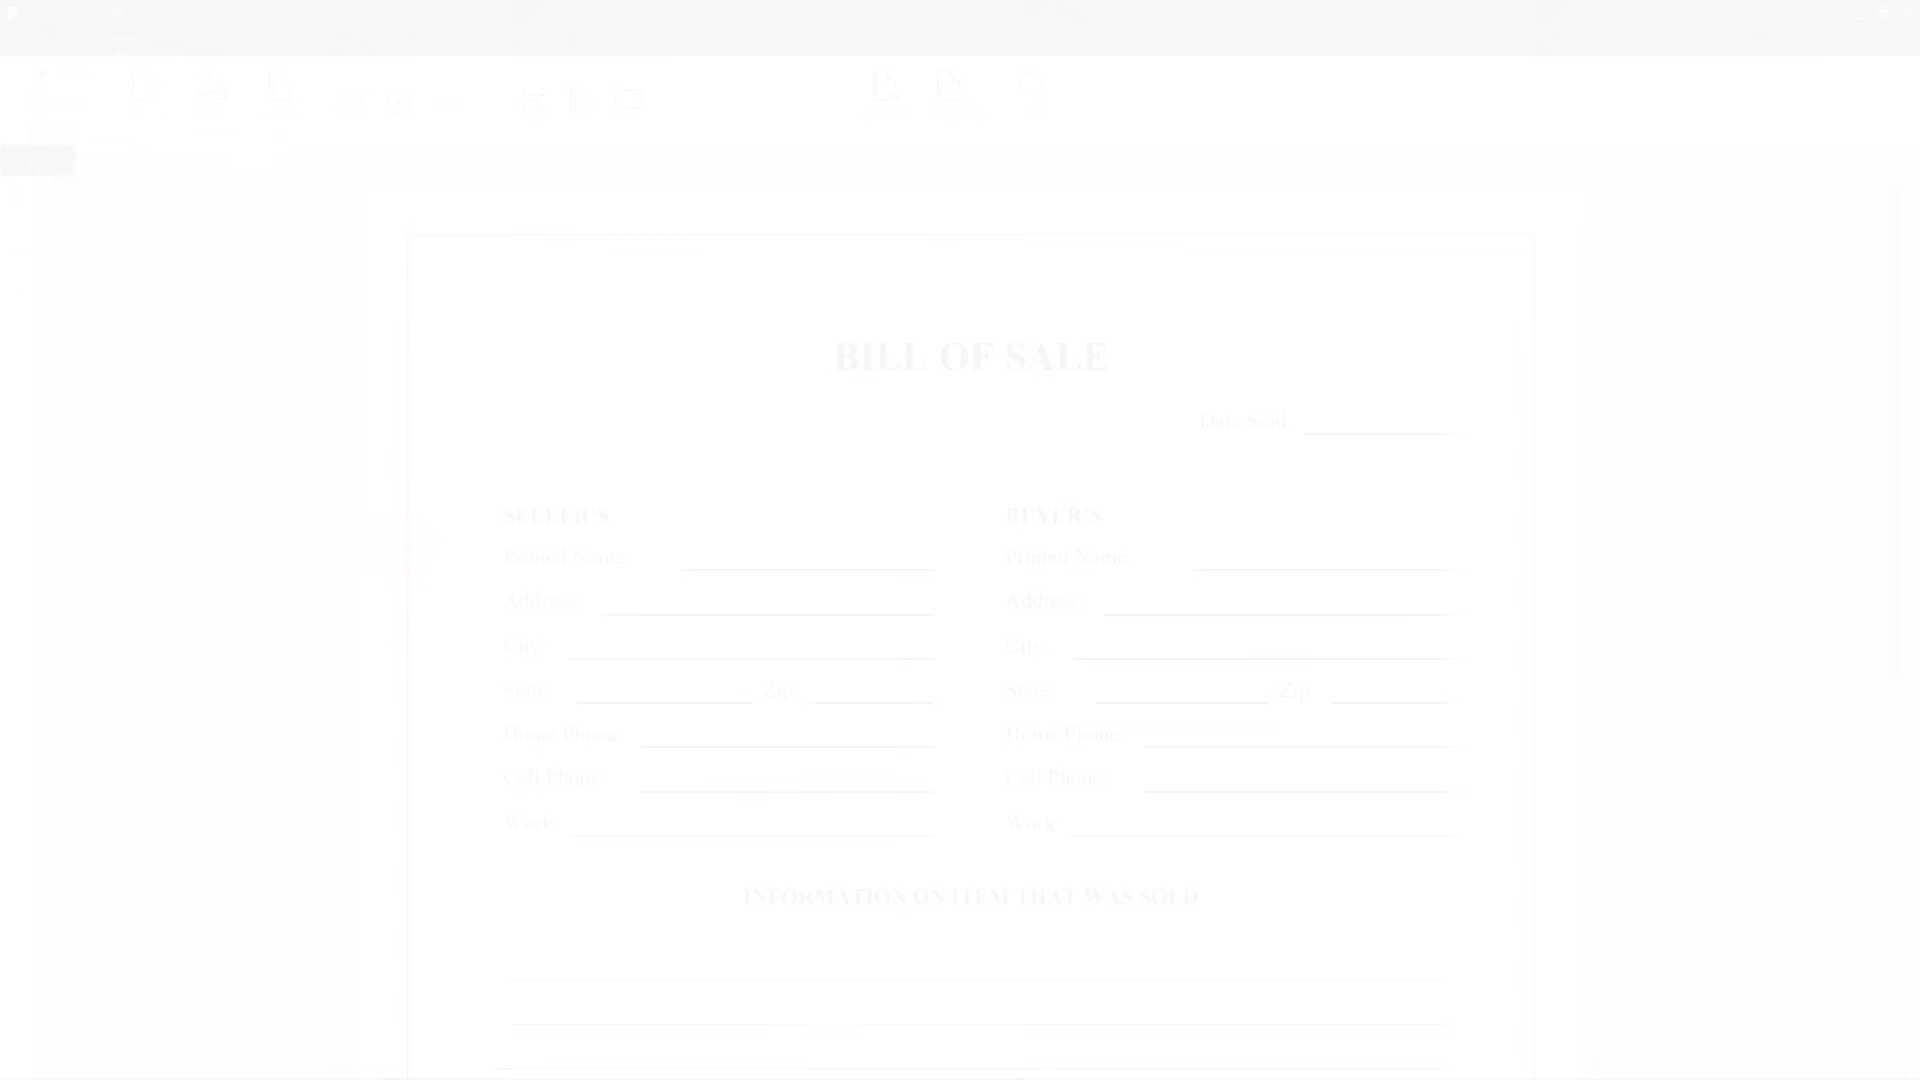 BILL OF SALE
Date Sold
SELLER'S
BUYER'S
Printed Name
Printed Name
Address
Address
City
City
State
Zip
State
Zip
Home Phone
Home Phone
Cell Phone
Cell Phone
Work
Work
INFORMATION ON ITEM THAT WAS SOLD